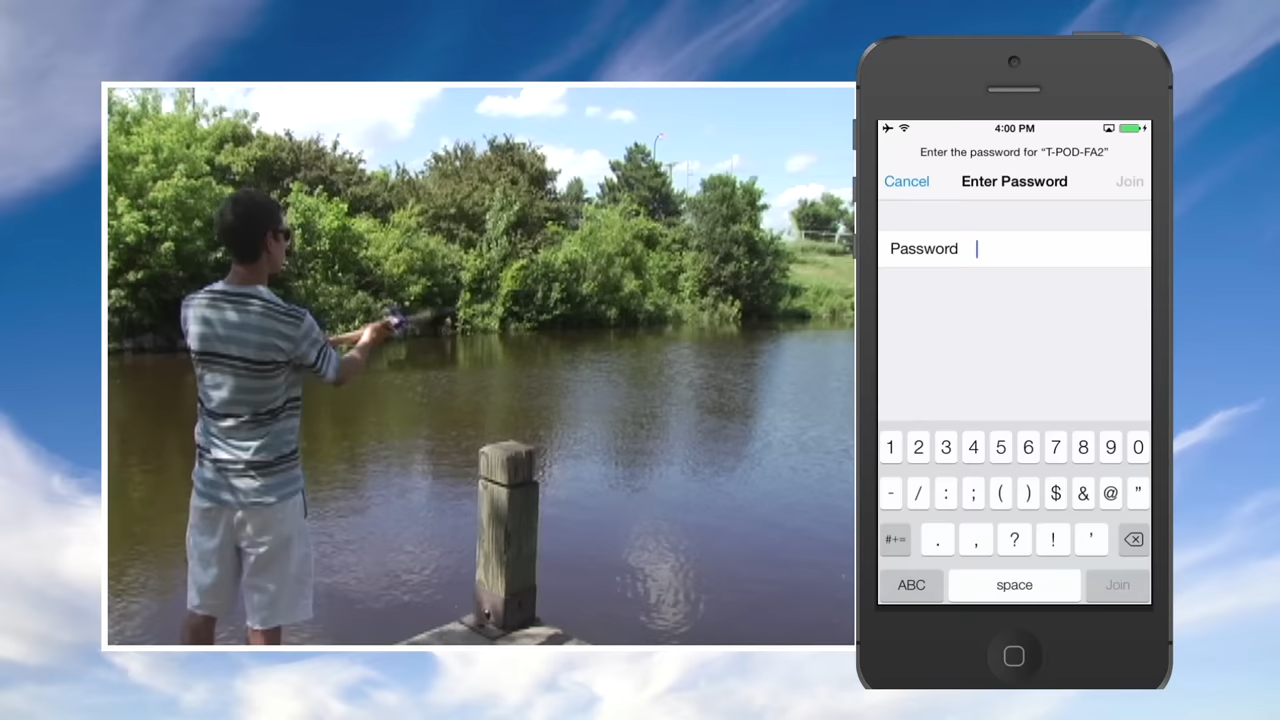 4:00 PM
Enter the password for “T-POD-FA2”
Cancel Enter Password Join
Password
1 2 3 4 5 6 7 8 9 0
- / : ; ( ) $ & @ ”
#+= . , ? ! ’
ABC space Join